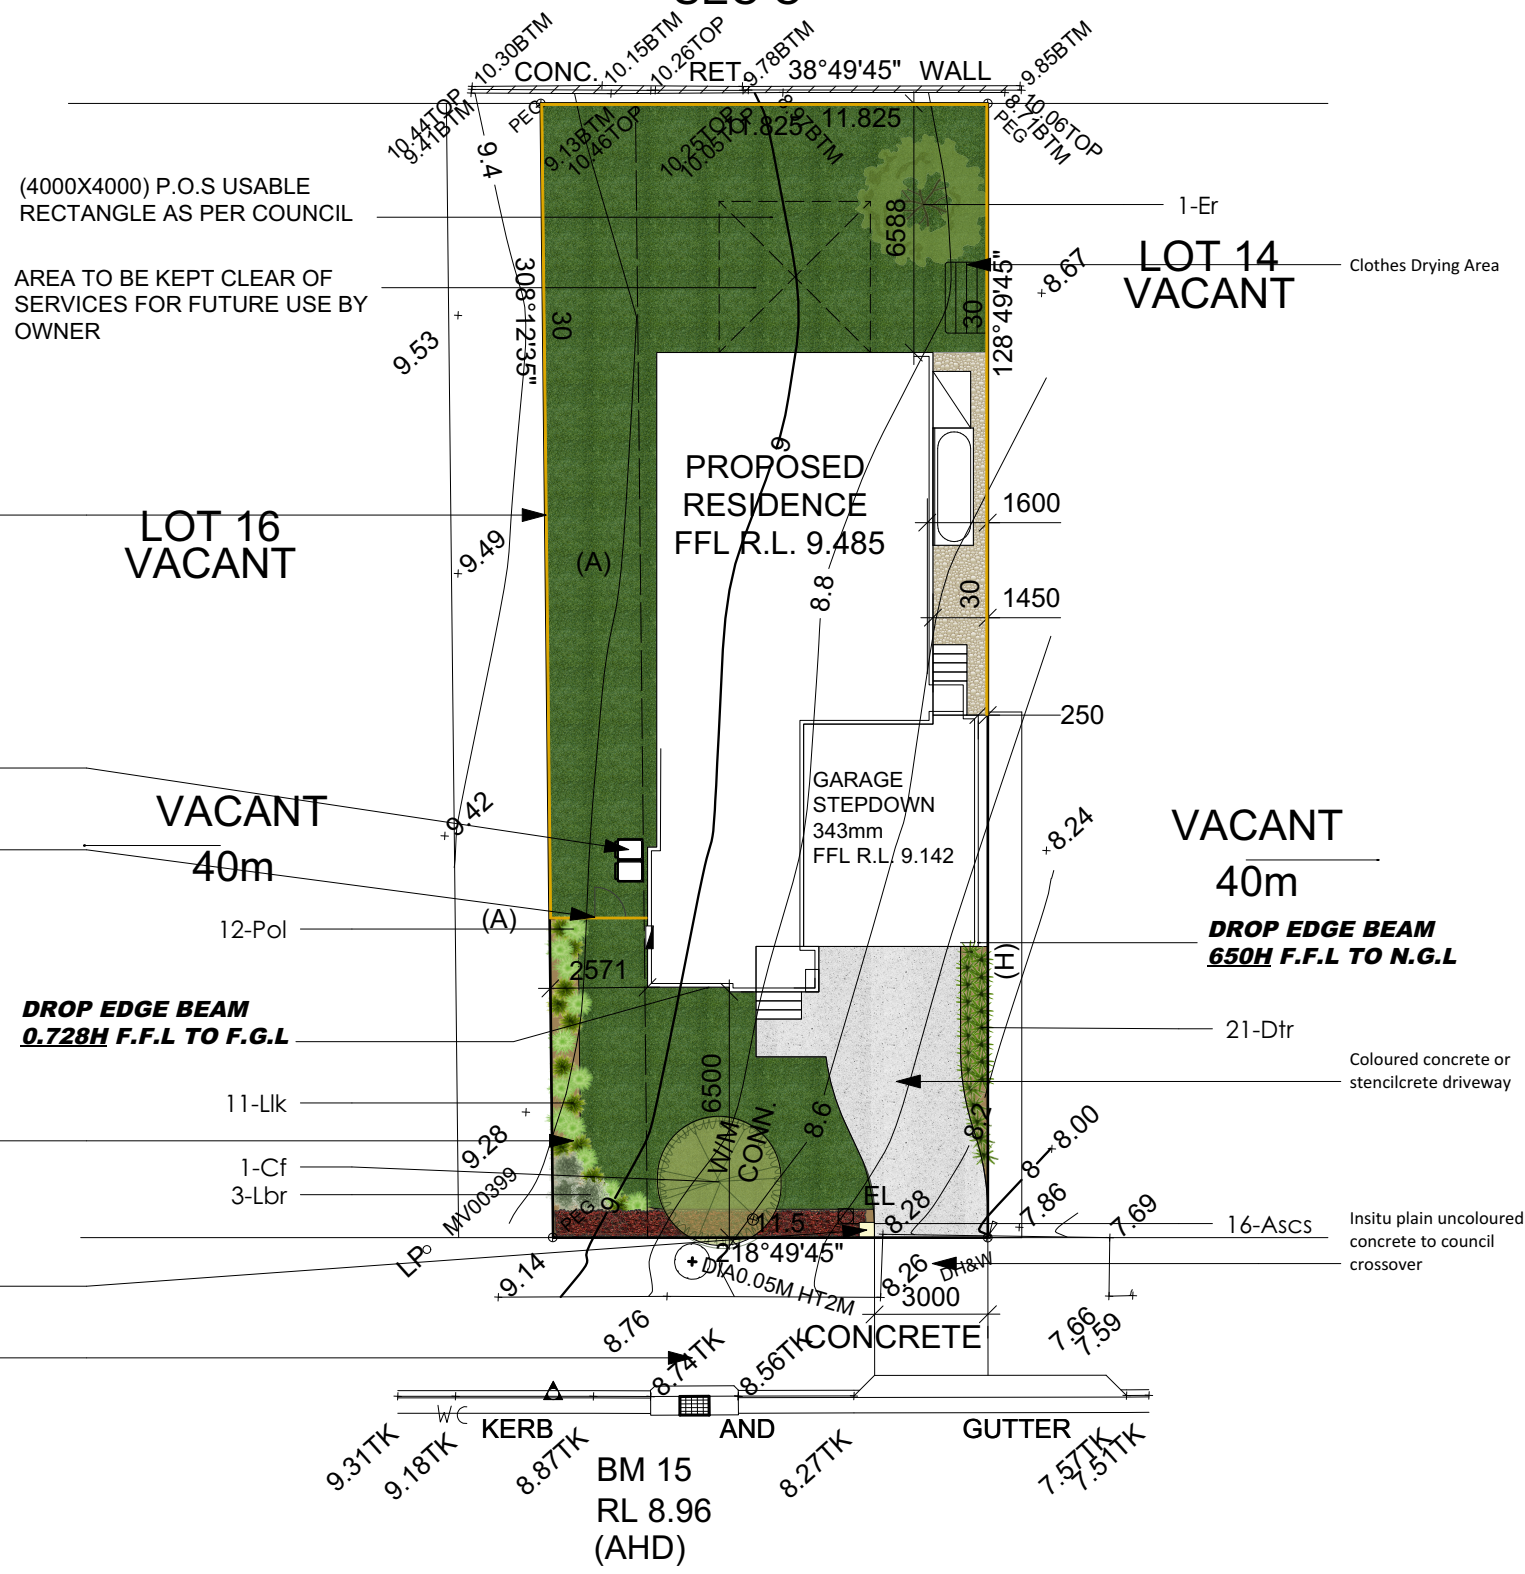 10.30BTM
10.15BTM
10.26TOP
9.78BTM
9.85BTM
CONC. RET. 38°49'45" WALL
10.44TOP
9.41BTM
PEG
9.13BTM
10.46TOP
10.25TOP
10.05TOP
8.97BTM
11.825 11.825
PEG
8.71BTM
10.06TOP
9.4
(4000X4000) P.O.S USABLE
RECTANGLE AS PER COUNCIL
6588
1-Er
AREA TO BE KEPT CLEAR OF
SERVICES FOR FUTURE USE BY
OWNER
308°12'35"
30
30
128°49'45"
8.67
LOT 14
VACANT
Clothes Drying Area
9.53
9
PROPOSED
RESIDENCE
FFL R.L. 9.485
1600
LOT 16
VACANT
9.49
(A)
8.8
30
1450
250
GARAGE
STEPDOWN
343mm
FFL R.L. 9.142
VACANT
40m
9.42
8.24
VACANT
40m
12-Pol
(A)
2571
(H)
DROP EDGE BEAM
650H F.F.L TO N.G.L
DROP EDGE BEAM
0.728H F.F.L TO F.G.L
21-Dtr
Coloured concrete or
stencilcrete driveway
6500
11-Llk
W/M
CONN.
8.6
8.2
8.00
9.28
1-Cf
3-Lbr
MV00399
8
7.86
7.69
PEG
9
EL
8.28
11.5
218°49'45"
16-Ascs
Insitu plain uncoloured
concrete to council
crossover
LP
9.14
DIA0.05M HT2M
8.26
DH&W
3000
8.76
8.74TK
8.56TK
CONCRETE
7.66
7.59
KERB AND GUTTER
9.31TK
9.18TK
8.87TK
8.27TK
7.57TK
7.51TK
BM 15
RL 8.96
(AHD)